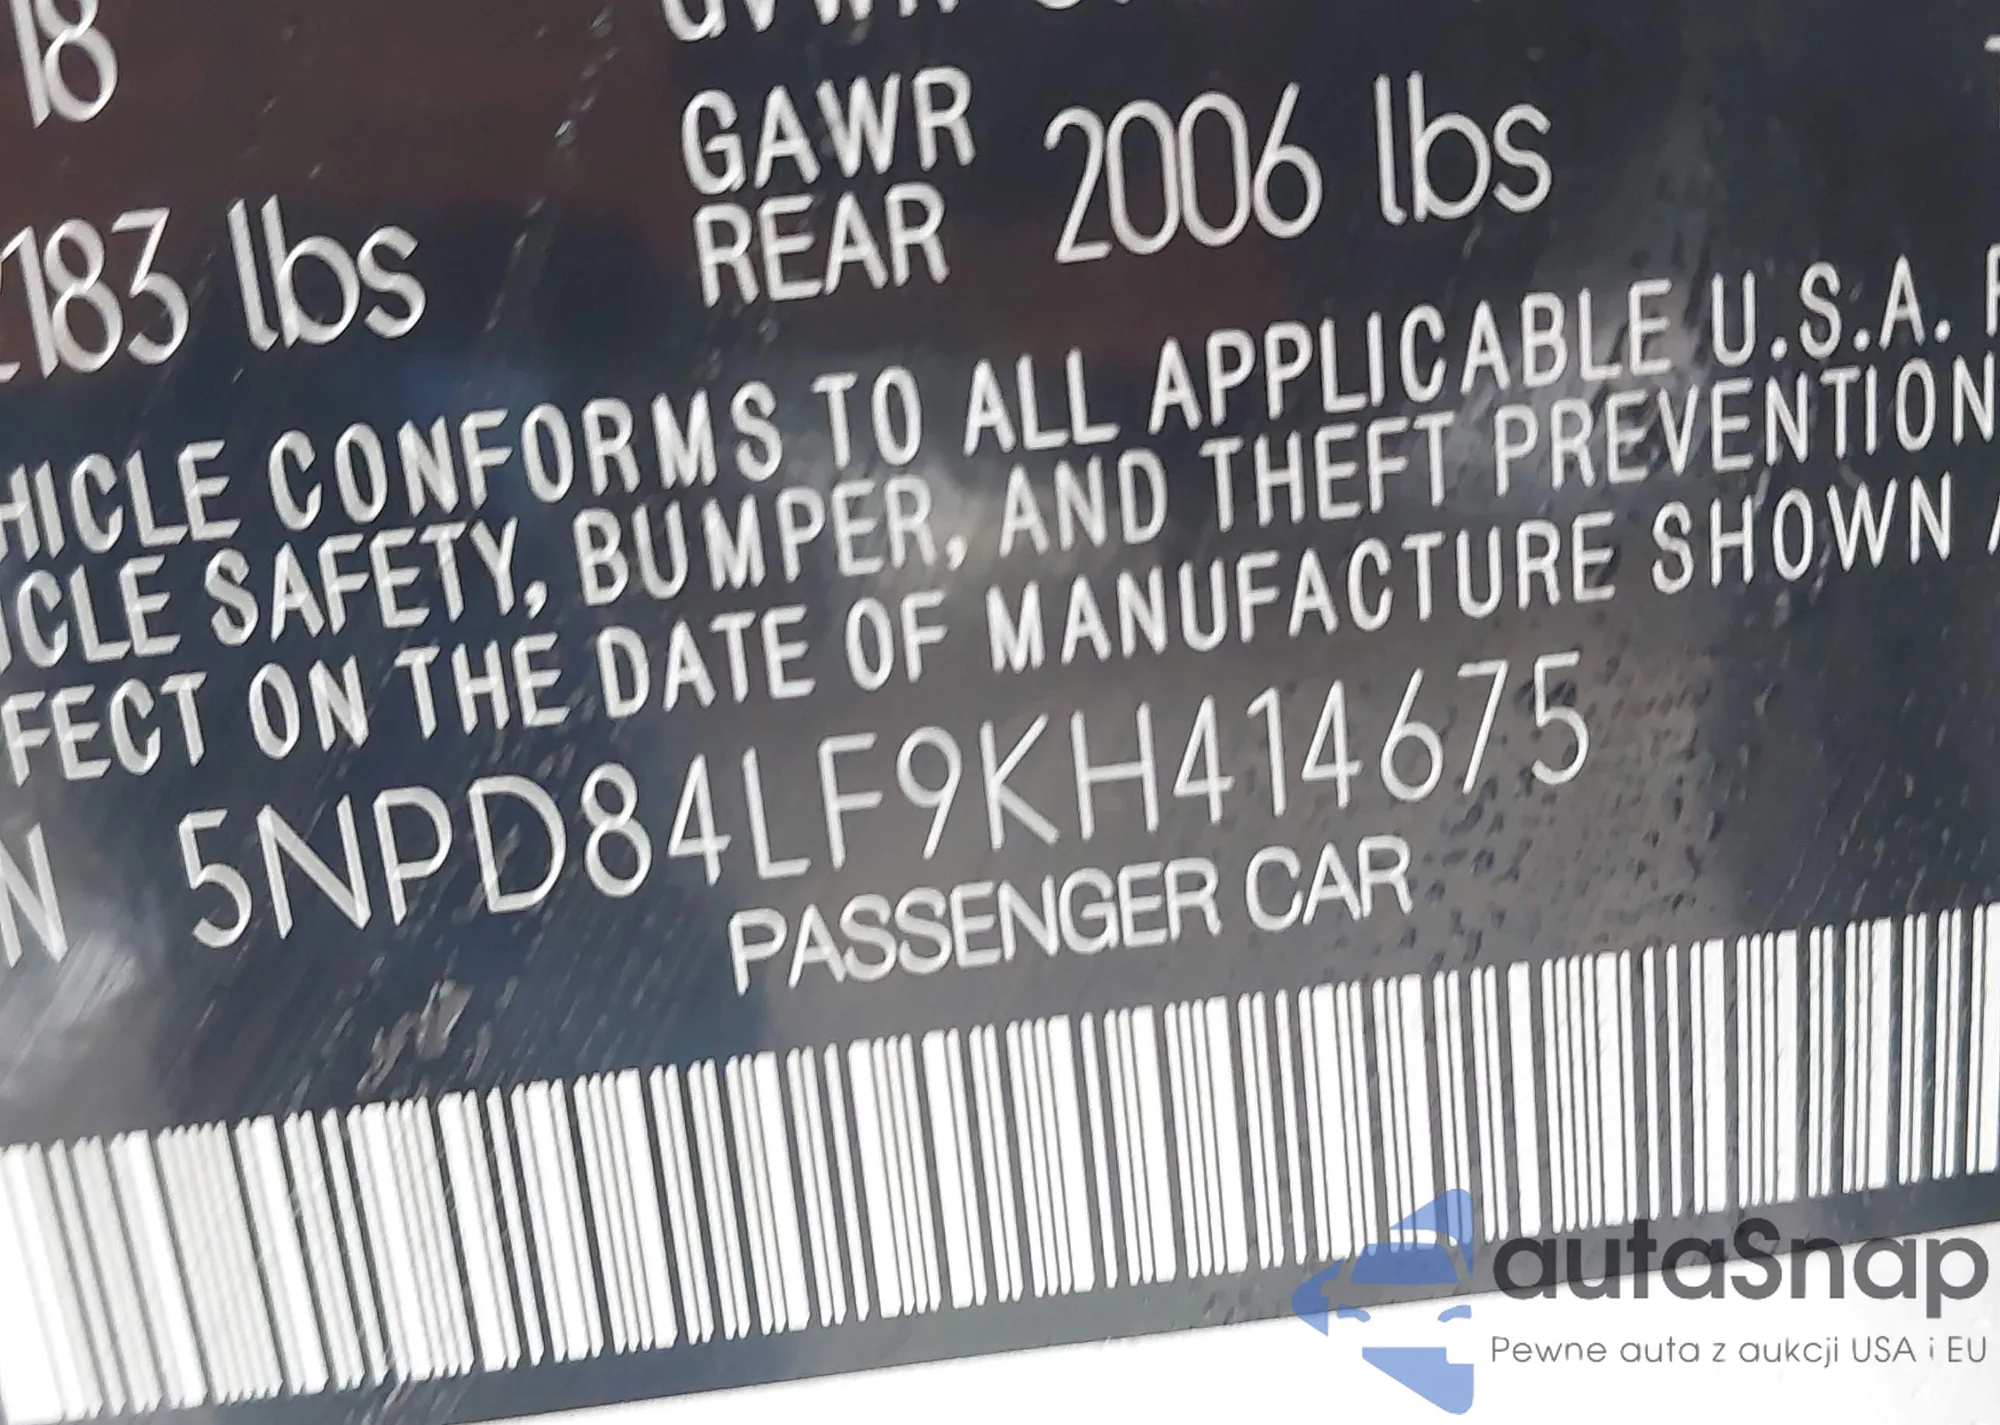 18
GAWR
REAR 2006 lbs
183 lbs
HICLE CONFORMS TO ALL APPLICABLE U.S.A.
ICLE SAFETY, BUMPER, AND THEFT PREVENTION
FECT ON THE DATE OF MANUFACTURE SHOWN
N 5NPD84LF9KH414675
PASSENGER CAR
autaSnap
Pewne auta z aukcji USA i EU